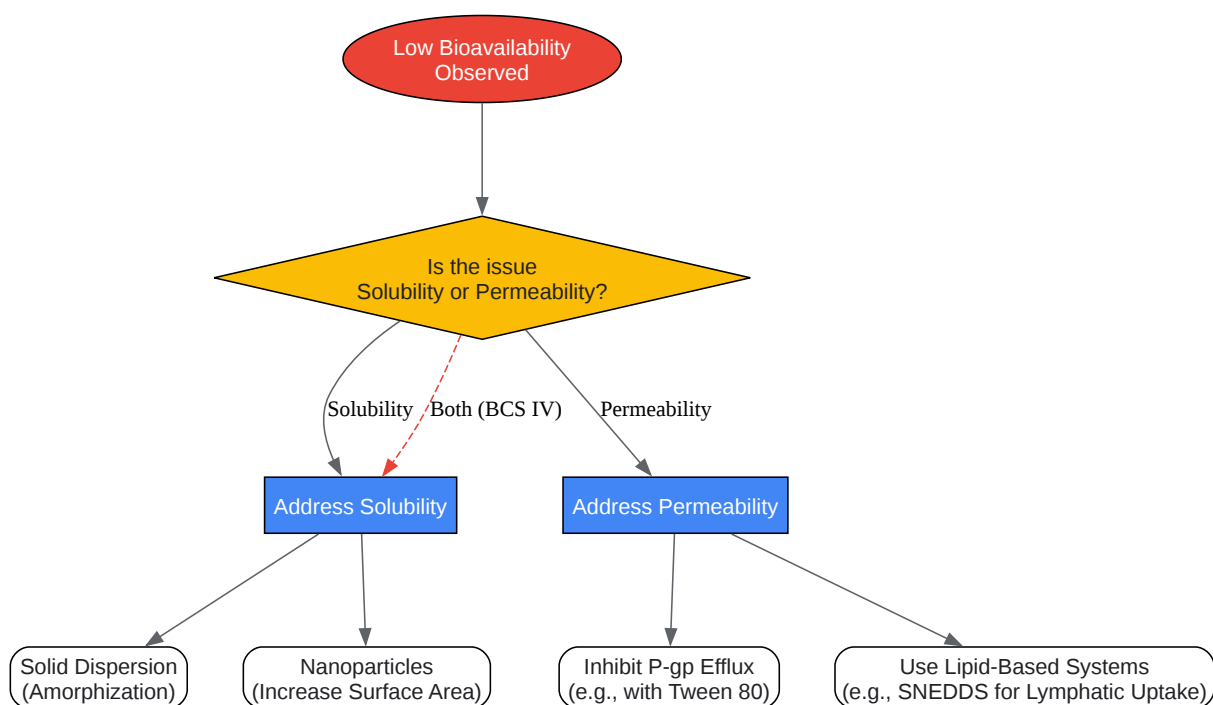 Low Bioavailability
Observed
Is the issue
Solubility or Permeability?
Solubility
Both (BCS IV)
Permeability
Address Solubility
Address Permeability
Solid Dispersion
(Amorphization)
Nanoparticles
(Increase Surface Area)
Inhibit P-gp Efflux
(e.g., with Tween 80)
Use Lipid-Based Systems
(e.g., SNEDDS for Lymphatic Uptake)